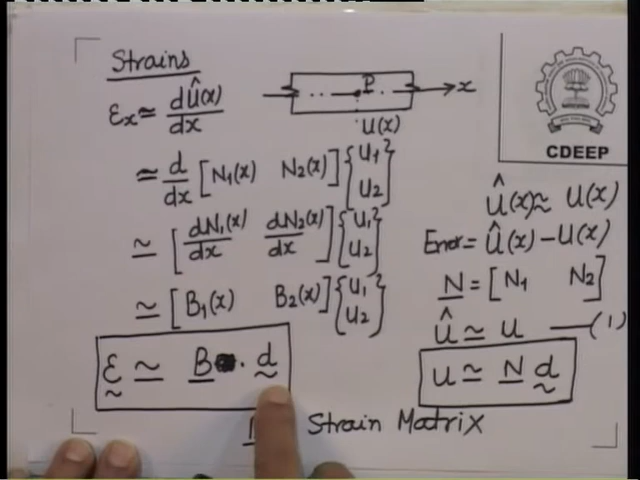 Strains
εx ≃ dû(x)/dx
P
x
u(x)
≃ d/dx [N1(x) N2(x)] {u1 u2}
≃ [dN1(x)/dx dN2(x)/dx] {u1 u2}
≃ [B1(x) B2(x)] {u1 u2}
ε ≃ B . d
Strain Matrix
CDEEP
û(x) ≈ u(x)
Error = û(x) - u(x)
N = [N1 N2]
û ≃ u —(1)
u ≃ N d